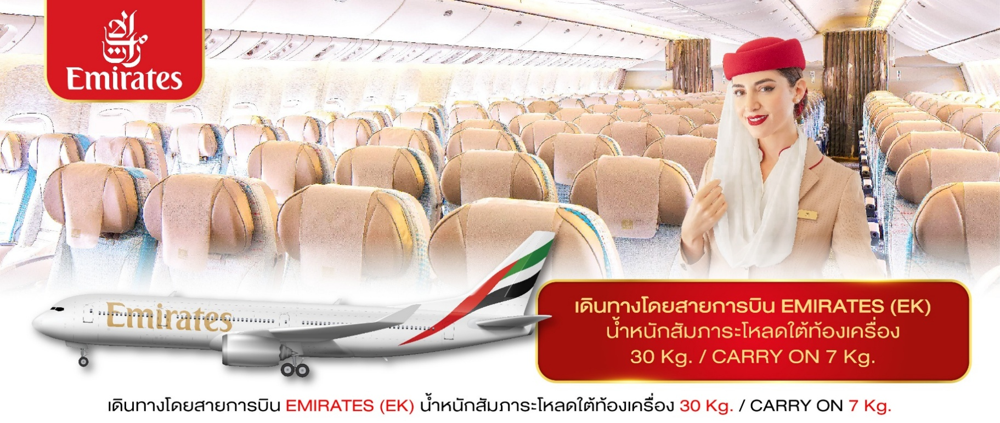 الإمارات
Emirates
Emirates
เดินทางโดยสายการบิน EMIRATES (EK)
น้ำหนักสัมภาระโหลดใต้ท้องเครื่อง
30 Kg. / CARRY ON 7 Kg.
เดินทางโดยสายการบิน EMIRATES (EK) น้ำหนักสัมภาระโหลดใต้ท้องเครื่อง 30 Kg. / CARRY ON 7 Kg.